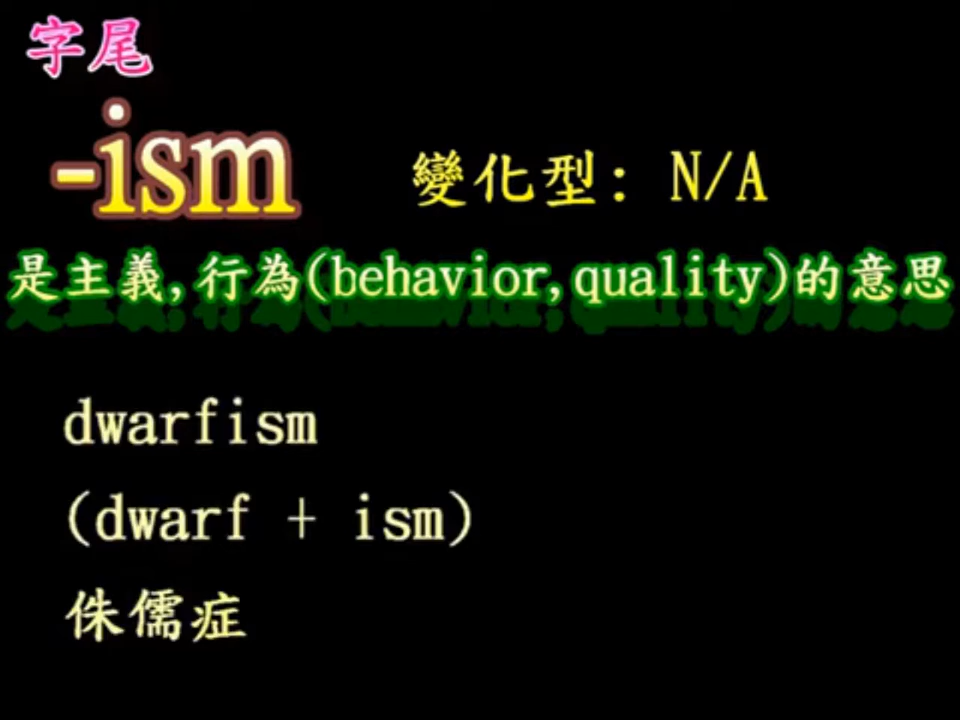 字尾
-ism 變化型: N/A
是主義,行為(behavior,quality)的意思
dwarfism
(dwarf + ism)
侏儒症